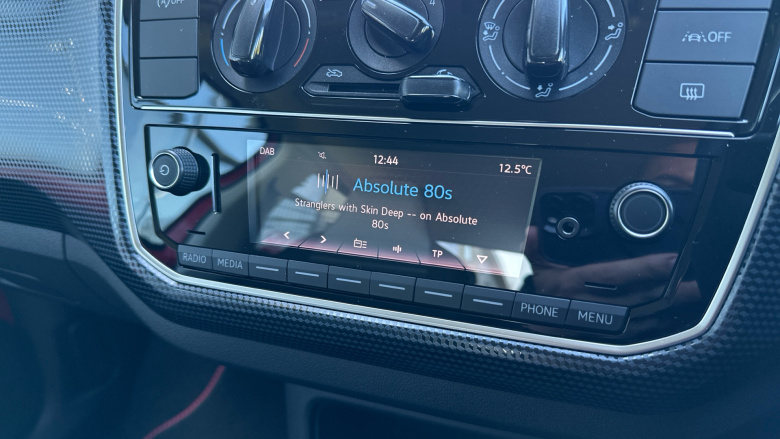 OFF
OFF
DAB
12:44
12.5°C
Absolute 80s
Stranglers with Skin Deep -- on Absolute
80s
TP
RADIO
MEDIA
PHONE
MENU